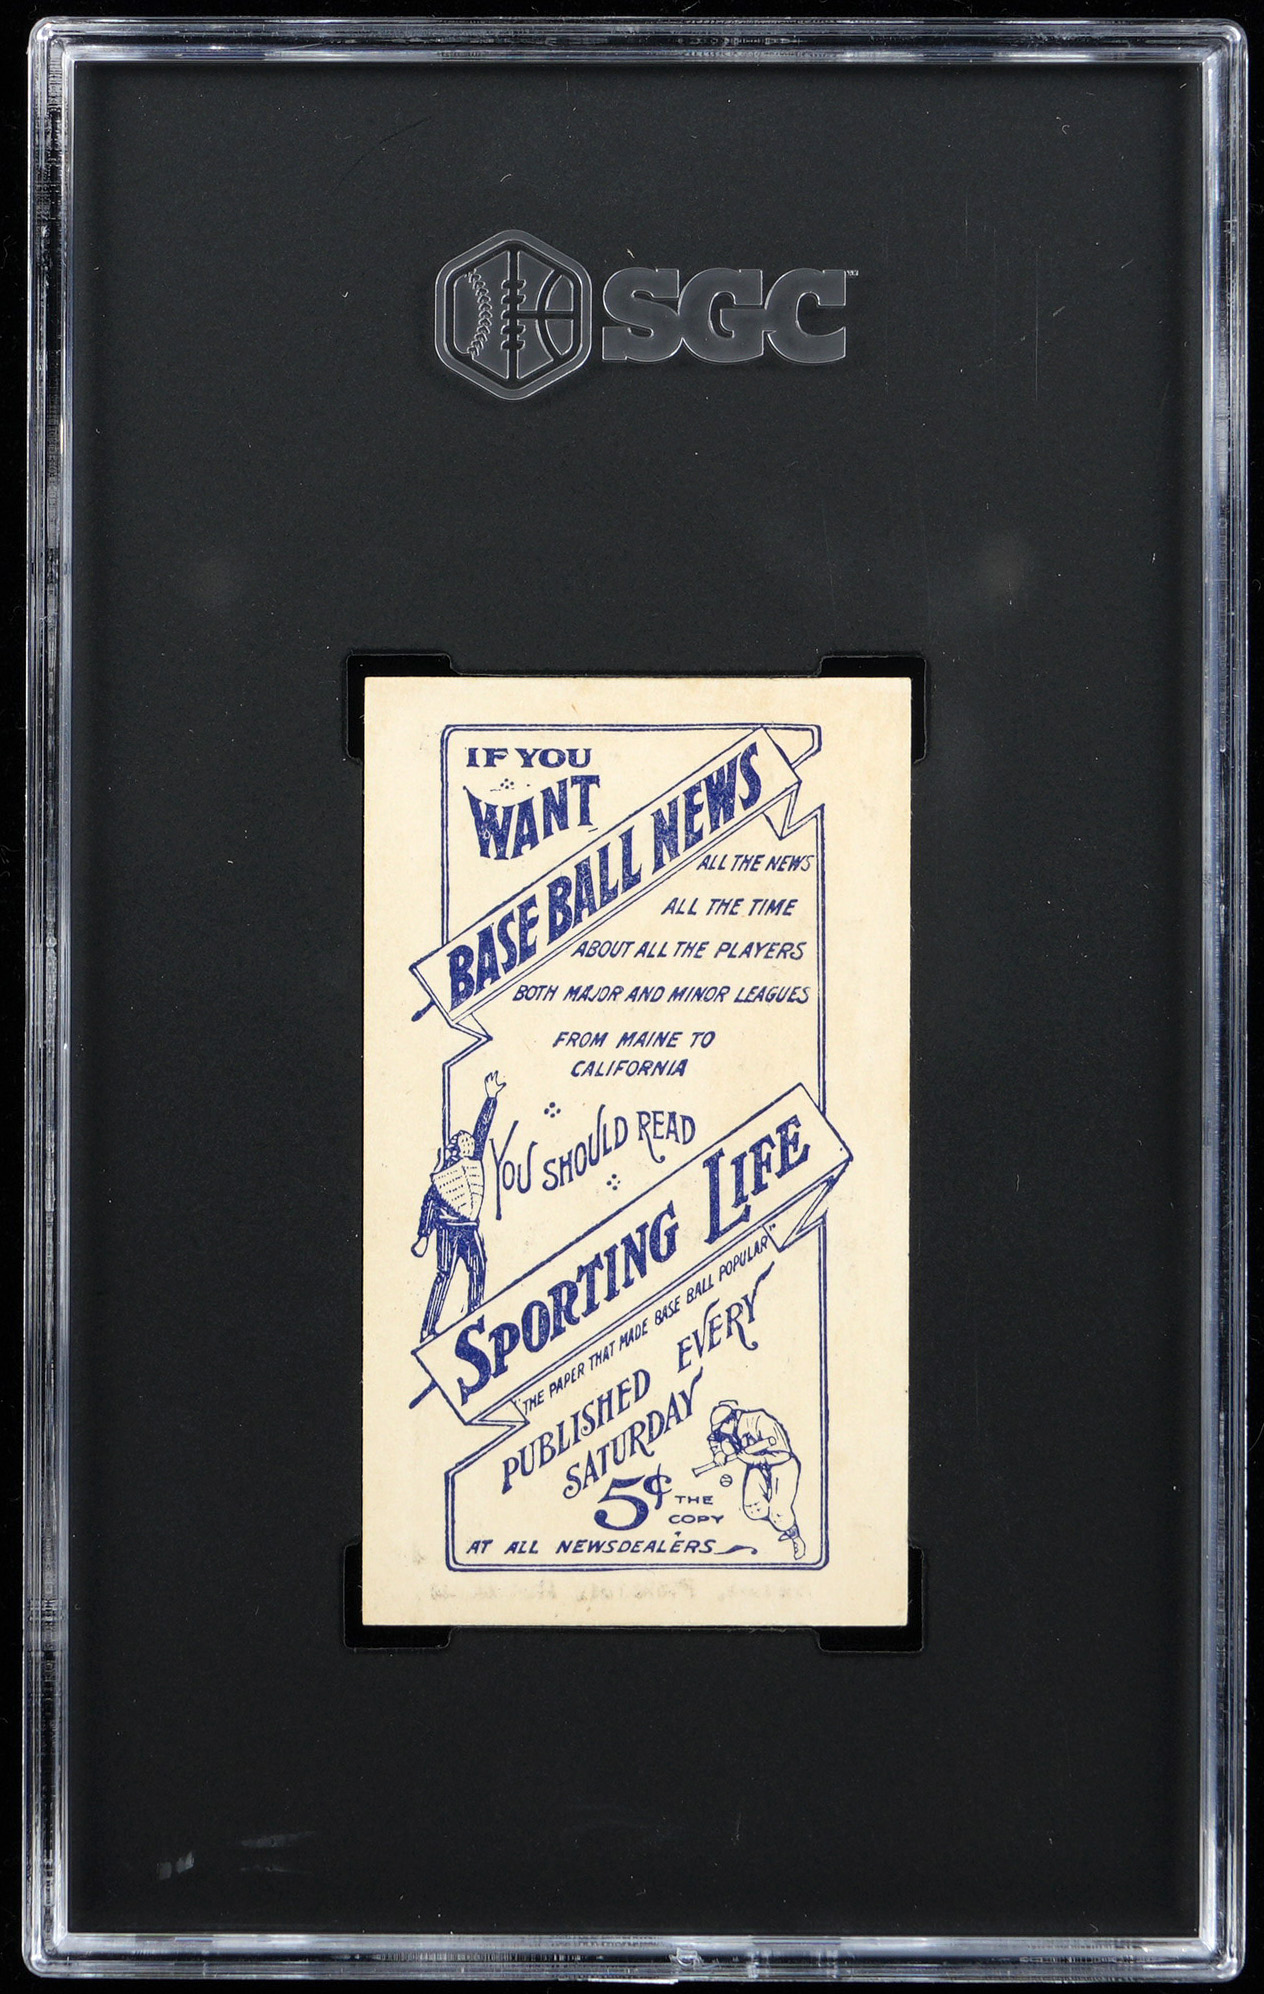 SGC
IF YOU
WANT
BASE BALL NEWS
ALL THE NEWS
ALL THE TIME
ABOUT ALL THE PLAYERS
BOTH MAJOR AND MINOR LEAGUES
FROM MAINE TO
CALIFORNIA
YOU SHOULD READ
SPORTING LIFE
"THE PAPER THAT MADE BASE BALL POPULAR"
PUBLISHED EVERY
SATURDAY
5¢ THE
COPY
AT ALL NEWSDEALERS